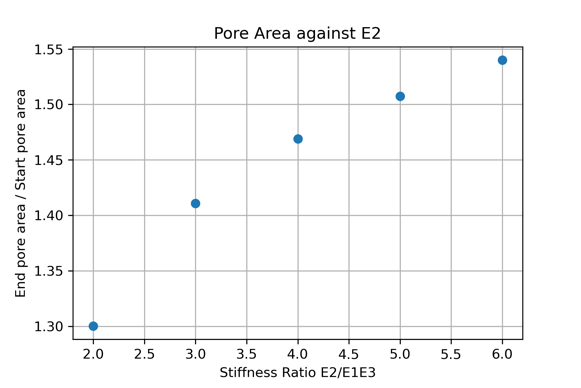 Pore Area against E2
1.55
1.50
1.45
1.40
1.35
1.30
End pore area / Start pore area
2.0 2.5 3.0 3.5 4.0 4.5 5.0 5.5 6.0
Stiffness Ratio E2/E1E3